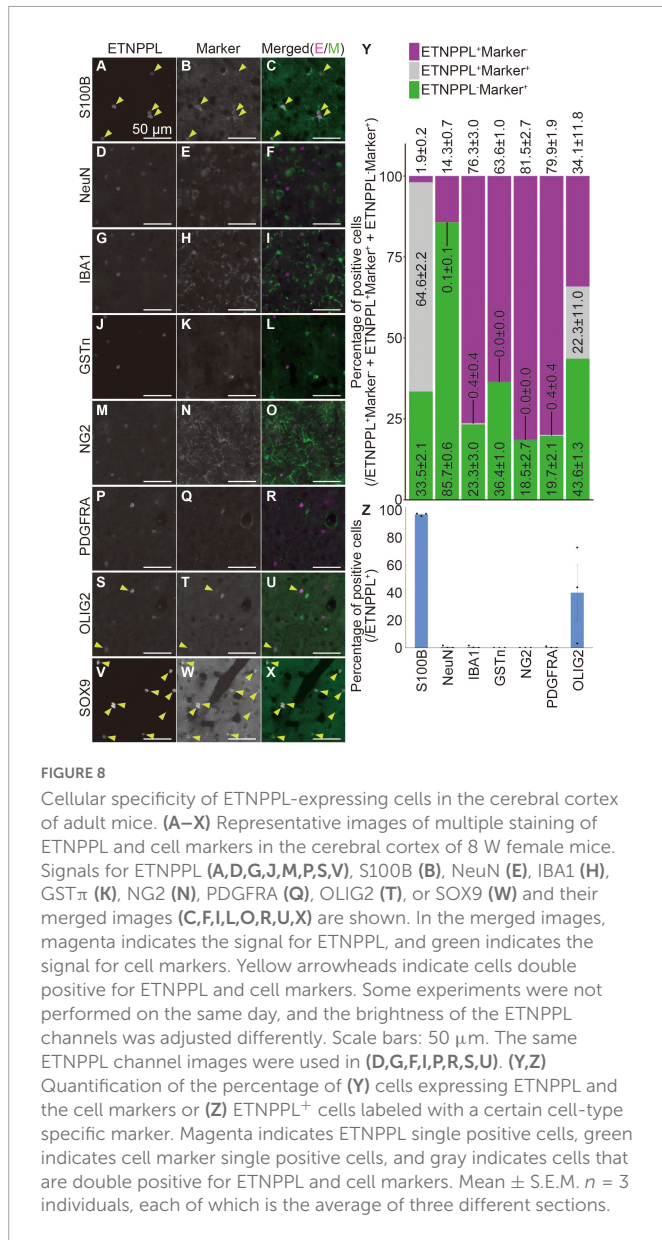 ETNPPL Marker Merged(E/M) Y
ETNPPL⁺Marker⁻
ETNPPL⁺Marker⁺
ETNPPL⁻Marker⁺
S100B
A B C
50 μm
NeuN
D E F
IBA1
G H I
GSTn
J K L
NG2
M N O
PDGFRA
P Q R
OLIG2
S T U
SOX9
V W X
Percentage of positive cells
(/ETNPPL⁻Marker⁺ + ETNPPL⁺Marker⁺ + ETNPPL⁺Marker⁻)
100
75
50
25
0
1.9±0.2 14.3±0.7 76.3±3.0 63.6±1.0 81.5±2.7 79.9±1.9 34.1±11.8
64.6±2.2 0.1±0.1 0.4±0.4 0.0±0.0 0.0±0.0 0.4±0.4 22.3±11.0
33.5±2.1 85.7±0.6 23.3±3.0 36.4±1.0 18.5±2.7 19.7±2.1 43.6±1.3
Z
Percentage of positive cells
(/ETNPPL⁺)
100
80
60
40
20
0
S100B NeuN IBA1 GSTn NG2 PDGFRA OLIG2
FIGURE 8
Cellular specificity of ETNPPL-expressing cells in the cerebral cortex
of adult mice. (A–X) Representative images of multiple staining of
ETNPPL and cell markers in the cerebral cortex of 8 W female mice.
Signals for ETNPPL (A,D,G,J,M,P,S,V), S100B (B), NeuN (E), IBA1 (H),
GSTπ (K), NG2 (N), PDGFRA (Q), OLIG2 (T), or SOX9 (W) and their
merged images (C,F,I,L,O,R,U,X) are shown. In the merged images,
magenta indicates the signal for ETNPPL, and green indicates the
signal for cell markers. Yellow arrowheads indicate cells double
positive for ETNPPL and cell markers. Some experiments were not
performed on the same day, and the brightness of the ETNPPL
channels was adjusted differently. Scale bars: 50 μm. The same
ETNPPL channel images were used in (D,G,F,I,P,R,S,U). (Y,Z)
Quantification of the percentage of (Y) cells expressing ETNPPL and
the cell markers or (Z) ETNPPL⁺ cells labeled with a certain cell-type
specific marker. Magenta indicates ETNPPL single positive cells, green
indicates cell marker single positive cells, and gray indicates cells that
are double positive for ETNPPL and cell markers. Mean ± S.E.M. n = 3
individuals, each of which is the average of three different sections.